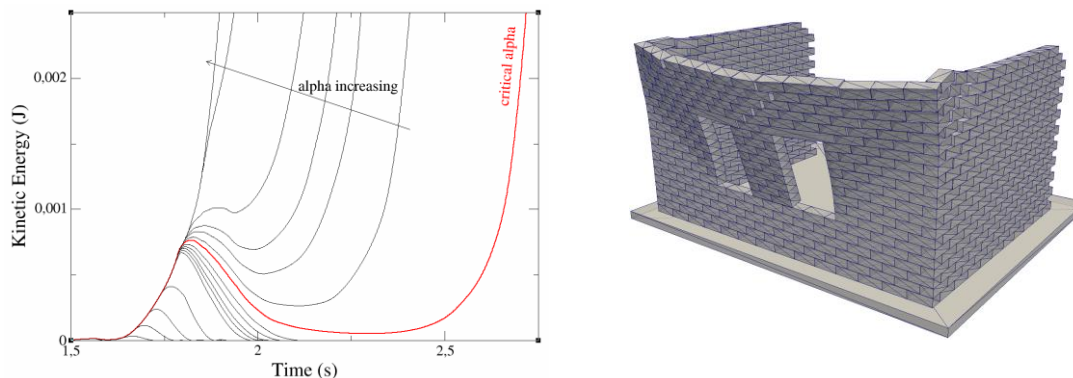 0,002
0,001
0
Kinetic Energy (J)
alpha increasing
critical alpha
1,5
2
2,5
Time (s)